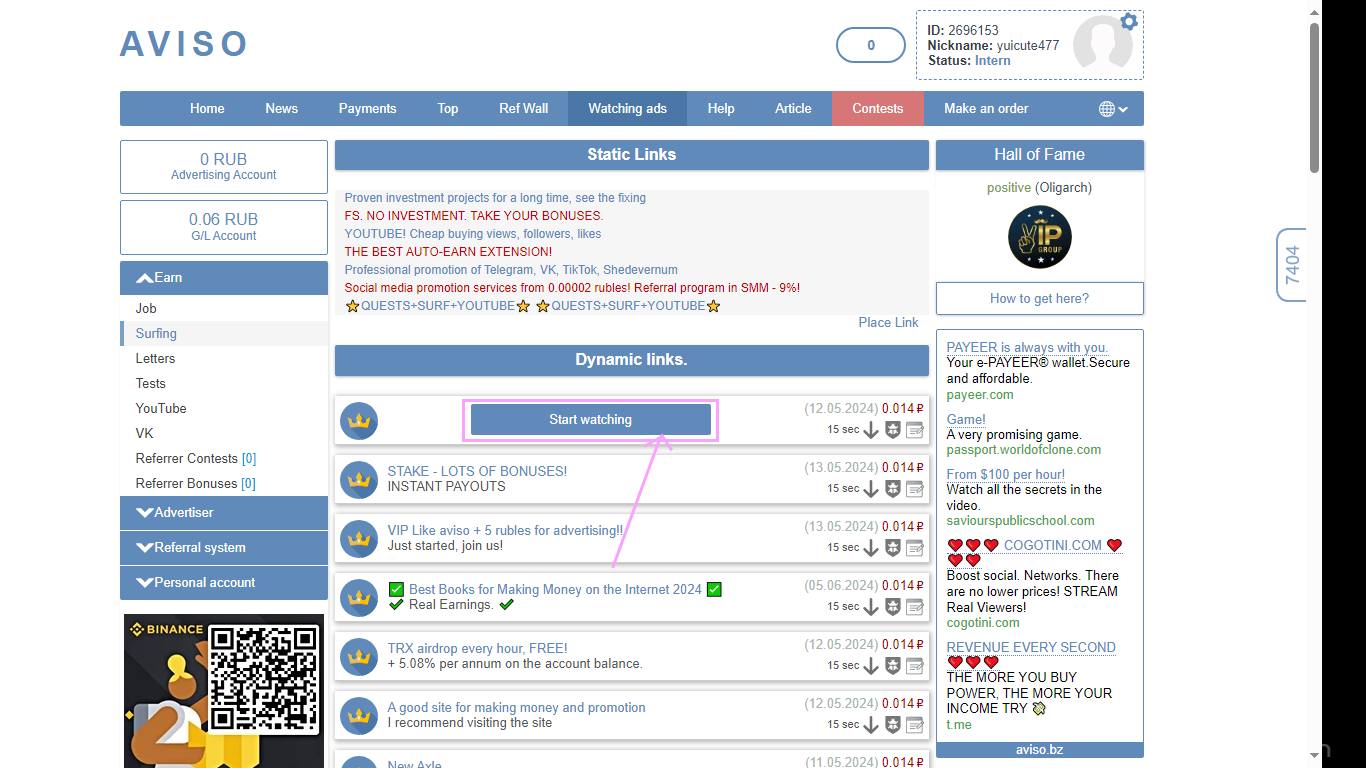 AVISO
0
ID: 2696153
Nickname: yuicute477
Status: Intern
Home
News
Payments
Top
Ref Wall
Watching ads
Help
Article
Contests
Make an order
0 RUB
Advertising Account
0.06 RUB
G/L Account
Earn
Job
Surfing
Letters
Tests
YouTube
VK
Referrer Contests [0]
Referrer Bonuses [0]
Advertiser
Referral system
Personal account
BINANCE
Static Links
Proven investment projects for a long time, see the fixing
FS. NO INVESTMENT. TAKE YOUR BONUSES.
YOUTUBE! Cheap buying views, followers, likes
THE BEST AUTO-EARN EXTENSION!
Professional promotion of Telegram, VK, TikTok, Shedevernum
Social media promotion services from 0.00002 rubles! Referral program in SMM - 9%!
⭐QUESTS+SURF+YOUTUBE⭐ ⭐QUESTS+SURF+YOUTUBE⭐
Place Link
Dynamic links.
Start watching
(12.05.2024) 0.014₽
15 sec
STAKE - LOTS OF BONUSES!
INSTANT PAYOUTS
(13.05.2024) 0.014₽
15 sec
VIP Like aviso + 5 rubles for advertising!!
Just started, join us!
(13.05.2024) 0.014₽
15 sec
✅ Best Books for Making Money on the Internet 2024 ✅
✔ Real Earnings. ✔
(05.06.2024) 0.014₽
15 sec
TRX airdrop every hour, FREE!
+ 5.08% per annum on the account balance.
(12.05.2024) 0.014₽
15 sec
A good site for making money and promotion
I recommend visiting the site
(12.05.2024) 0.014₽
15 sec
New Axle
(11.05.2024) 0.014₽
Hall of Fame
positive (Oligarch)
VIP
GROUP
How to get here?
PAYEER is always with you.
Your e-PAYEER® wallet.Secure
and affordable.
payeer.com
Game!
A very promising game.
passport.worldofclone.com
From $100 per hour!
Watch all the secrets in the
video.
saviourspublicschool.com
❤❤❤ COGOTINI.COM ❤
❤❤
Boost social. Networks. There
are no lower prices! STREAM
Real Viewers!
cogotini.com
REVENUE EVERY SECOND
❤❤❤
THE MORE YOU BUY
POWER, THE MORE YOUR
INCOME TRY
t.me
aviso.bz
7404